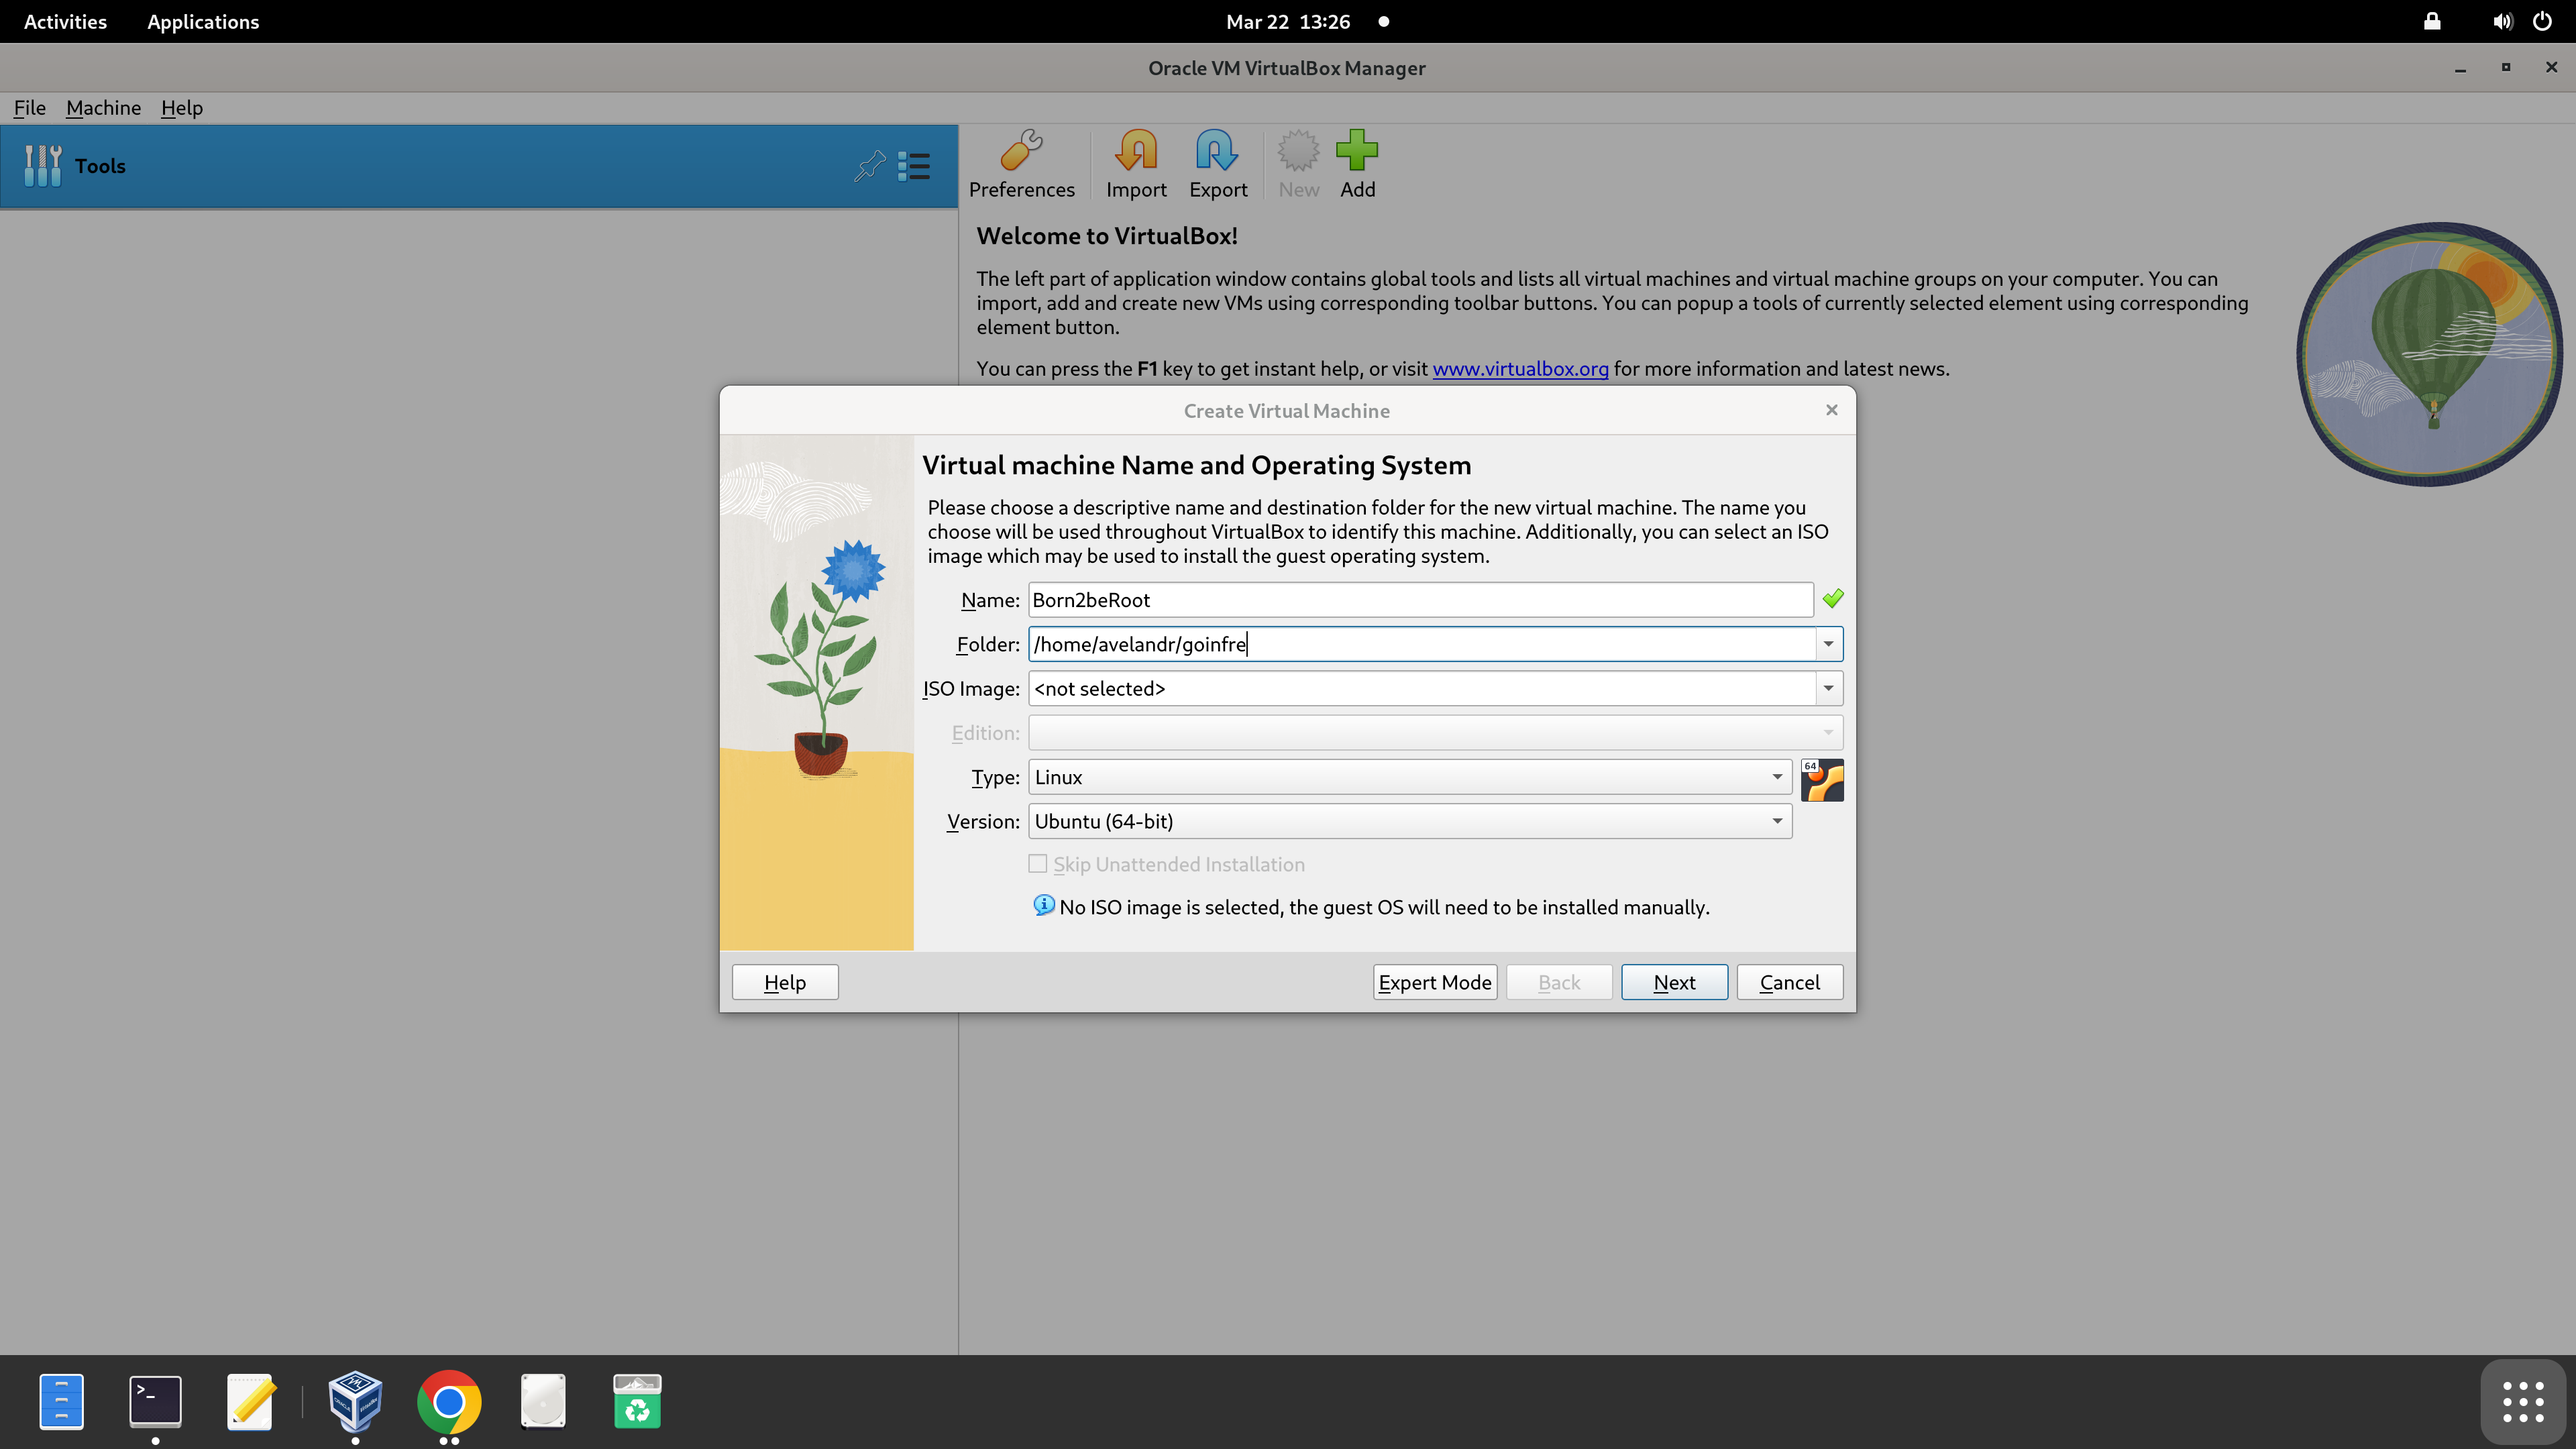 Activities Applications Mar 22 13:26
Oracle VM VirtualBox Manager
File Machine Help
Tools
Preferences Import Export New Add
Welcome to VirtualBox!
The left part of application window contains global tools and lists all virtual machines and virtual machine groups on your computer. You can
import, add and create new VMs using corresponding toolbar buttons. You can popup a tools of currently selected element using corresponding
element button.
You can press the F1 key to get instant help, or visit www.virtualbox.org for more information and latest news.
Create Virtual Machine
Virtual machine Name and Operating System
Please choose a descriptive name and destination folder for the new virtual machine. The name you
choose will be used throughout VirtualBox to identify this machine. Additionally, you can select an ISO
image which may be used to install the guest operating system.
Name: Born2beRoot
Folder: /home/avelandr/goinfre
ISO Image: <not selected>
Edition:
Type: Linux 64
Version: Ubuntu (64-bit)
Skip Unattended Installation
No ISO image is selected, the guest OS will need to be installed manually.
Help Expert Mode Back Next Cancel
>_